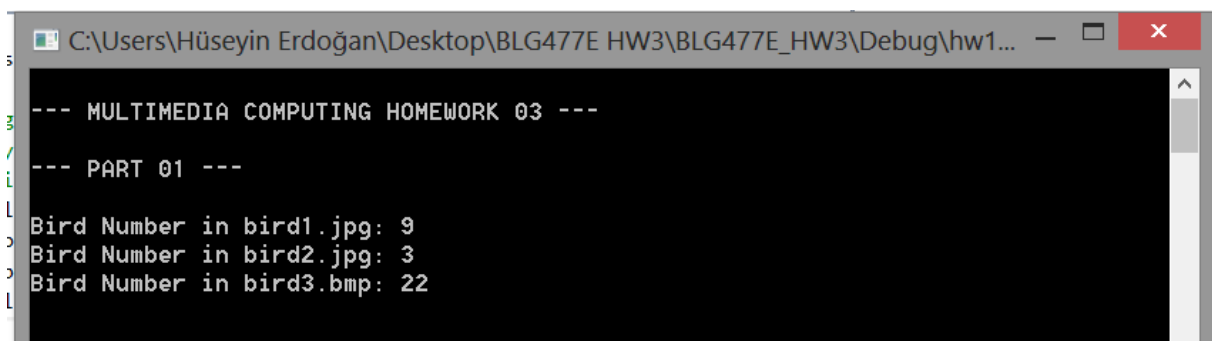 C:\Users\Hüseyin Erdoğan\Desktop\BLG477E HW3\BLG477E_HW3\Debug\hw1...
--- MULTIMEDIA COMPUTING HOMEWORK 03 ---
--- PART 01 ---
Bird Number in bird1.jpg: 9
Bird Number in bird2.jpg: 3
Bird Number in bird3.bmp: 22